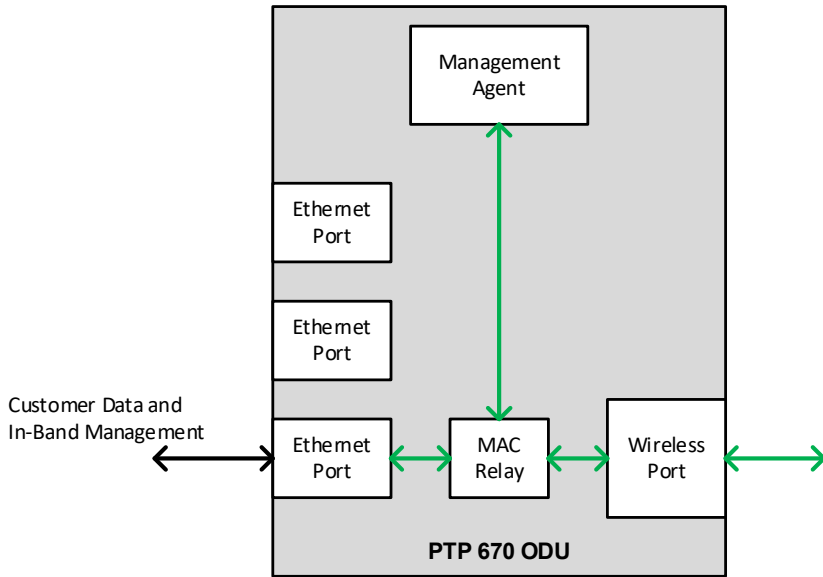 Management
Agent
Ethernet
Port
Ethernet
Port
Customer Data and
In-Band Management
Ethernet
Port
MAC
Relay
Wireless
Port
PTP 670 ODU